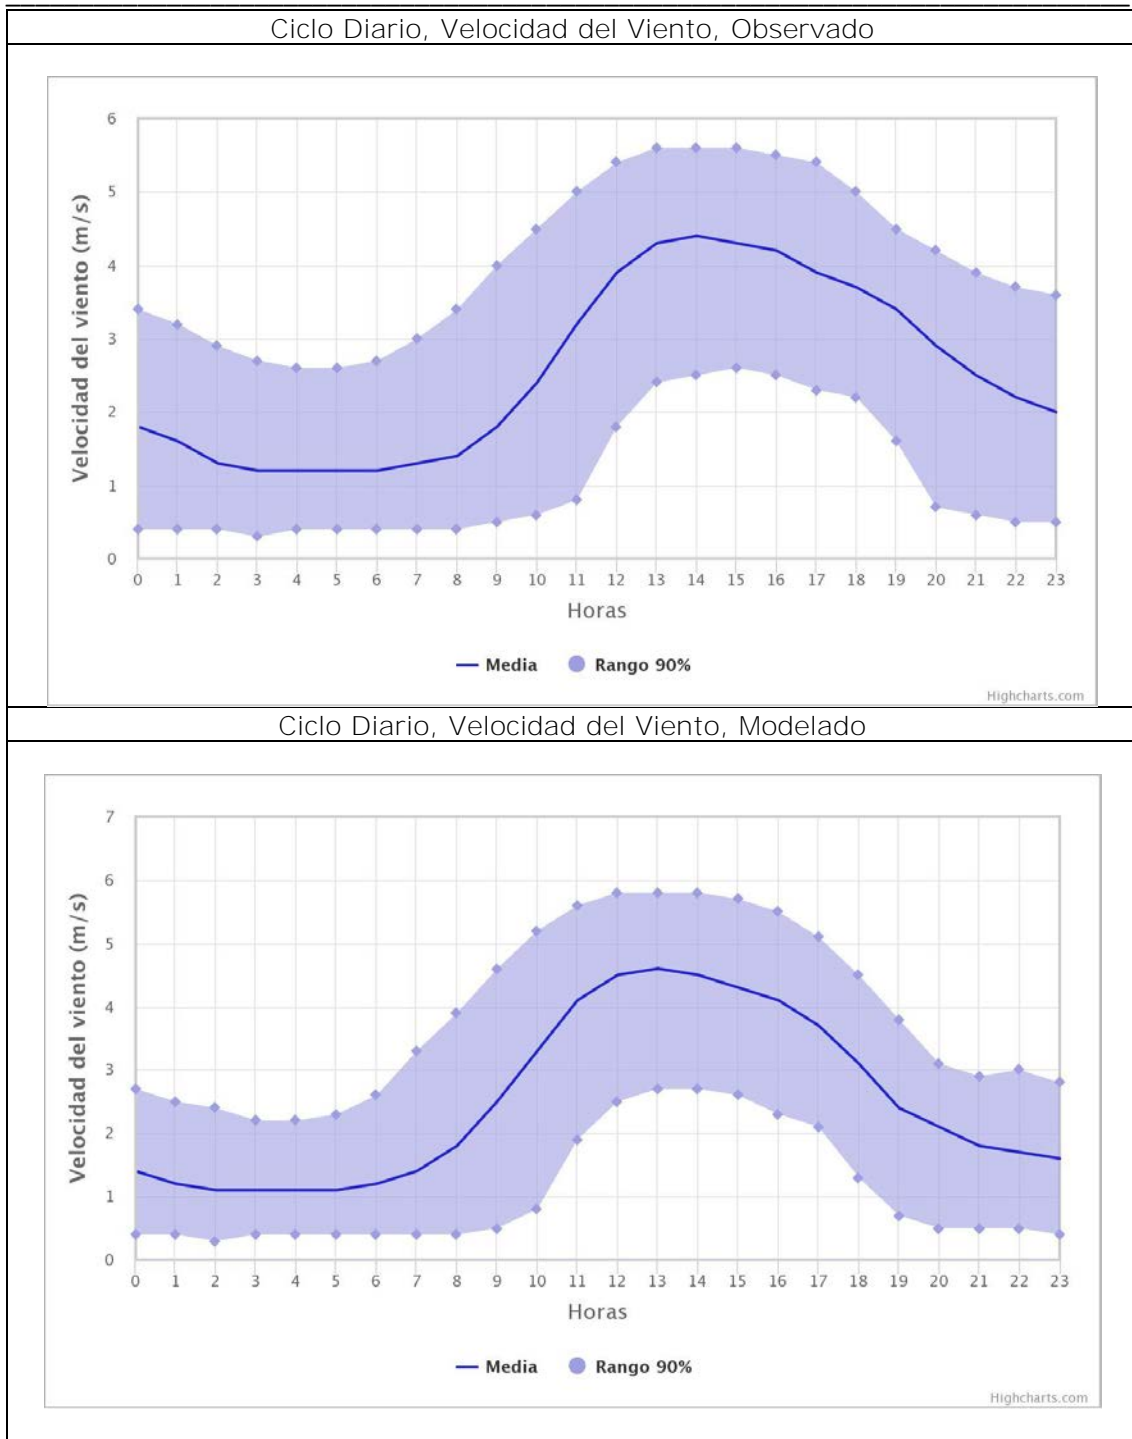 Ciclo Diario, Velocidad del Viento, Observado
Velocidad del viento (m/s)
6
5
4
3
2
1
0
0 1 2 3 4 5 6 7 8 9 10 11 12 13 14 15 16 17 18 19 20 21 22 23
Horas
Media Rango 90%
Highcharts.com
Ciclo Diario, Velocidad del Viento, Modelado
Velocidad del viento (m/s)
7
6
5
4
3
2
1
0
0 1 2 3 4 5 6 7 8 9 10 11 12 13 14 15 16 17 18 19 20 21 22 23
Horas
Media Rango 90%
Highcharts.com